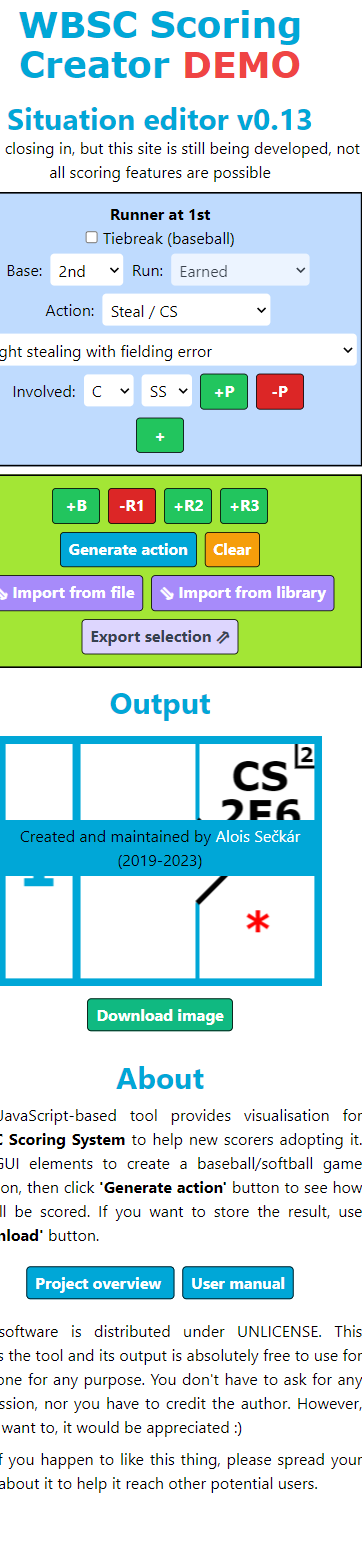 WBSC Scoring
Creator DEMO
Situation editor v0.13
closing in, but this site is still being developed, not
all scoring features are possible
Runner at 1st
Tiebreak (baseball)
Base: 2nd Run: Earned
Action: Steal / CS
stealing with fielding error
Involved: C SS +P -P
+
+B -R1 +R2 +R3
Generate action Clear
Import from file Import from library
Export selection
Output
2
CS
2E6
Created and maintained by Alois Sečkár
(2019-2023)
*
Download image
About
JavaScript-based tool provides visualisation for
Scoring System to help new scorers adopting it.
GUI elements to create a baseball/softball game
then click 'Generate action' button to see how
be scored. If you want to store the result, use
button.
Project overview User manual
software is distributed under UNLICENSE. This
the tool and its output is absolutely free to use for
for any purpose. You don't have to ask for any
nor you have to credit the author. However,
want to, it would be appreciated :)
if you happen to like this thing, please spread your
about it to help it reach other potential users.